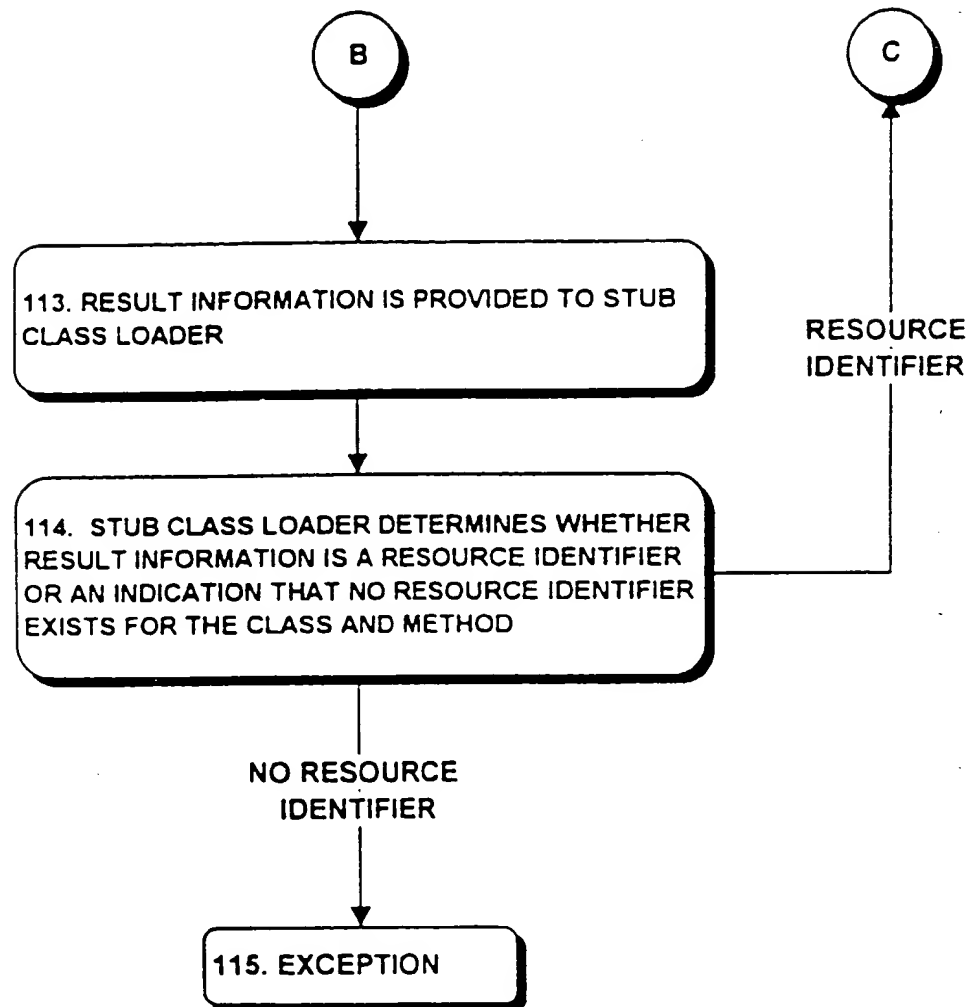 B
C
113. RESULT INFORMATION IS PROVIDED TO STUB
CLASS LOADER
RESOURCE
IDENTIFIER
114. STUB CLASS LOADER DETERMINES WHETHER
RESULT INFORMATION IS A RESOURCE IDENTIFIER
OR AN INDICATION THAT NO RESOURCE IDENTIFIER
EXISTS FOR THE CLASS AND METHOD
NO RESOURCE
IDENTIFIER
115. EXCEPTION